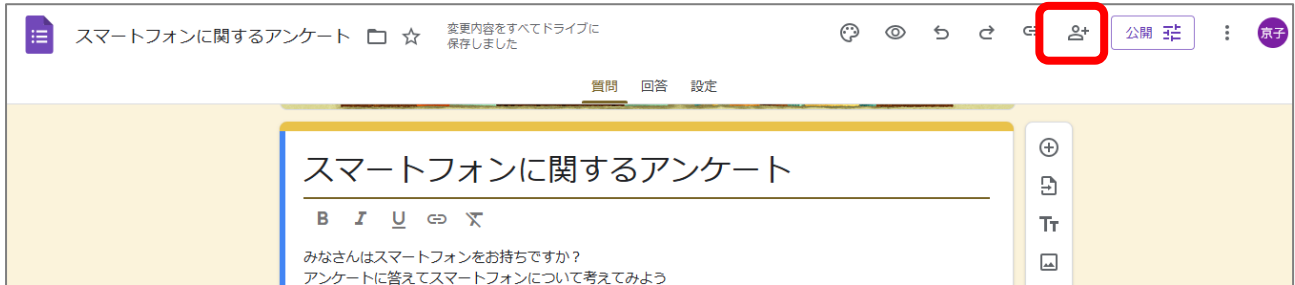 スマートフォンに関するアンケート
変更内容をすべてドライブに
保存しました
公開
京子
質問 回答 設定
スマートフォンに関するアンケート
B I U
みなさんはスマートフォンをお持ちですか？
アンケートに答えてスマートフォンについて考えてみよう
Tт